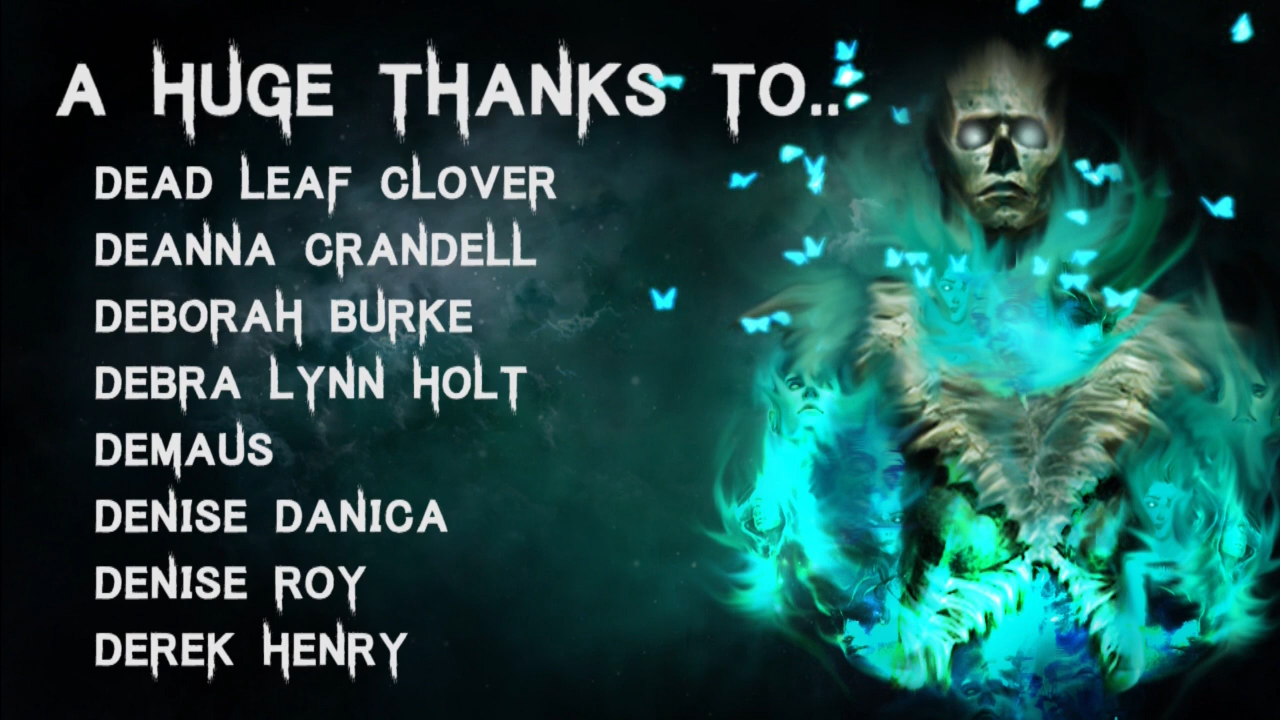 A HUGE THANKS TO..
DEAD LEAF CLOVER
DEANNA CRANDELL
DEBORAH BURKE
DEBRA LYNN HOLT
DEMAUS
DENISE DANICA
DENISE ROY
DEREK HENRY